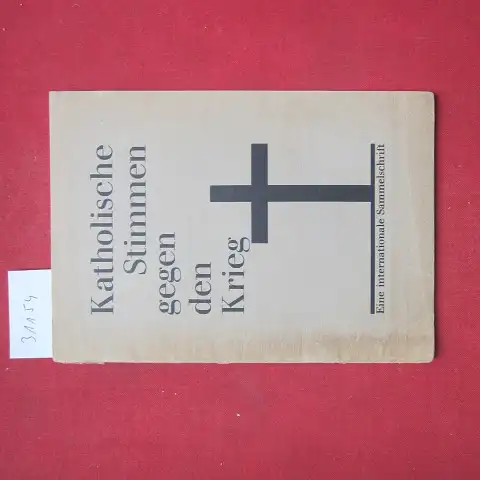 Katholische
Stimmen
gegen
den
Krieg
Eine internationale Sammelschrift
31154